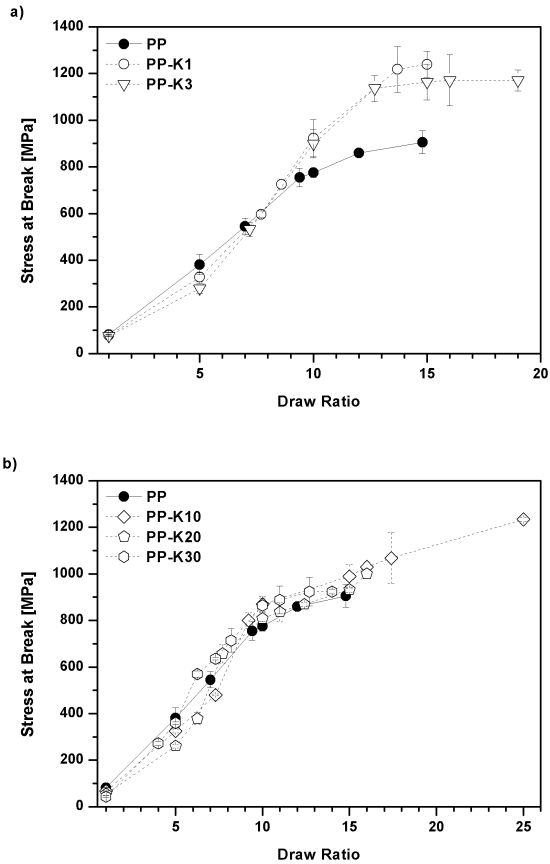 a)
PP
PP-K1
PP-K3
1400
1200
1000
800
600
400
200
0
Stress at Break [MPa]
5
10
15
20
Draw Ratio
b)
PP
PP-K10
PP-K20
PP-K30
1400
1200
1000
800
600
400
200
0
Stress at Break [MPa]
5
10
15
20
25
Draw Ratio